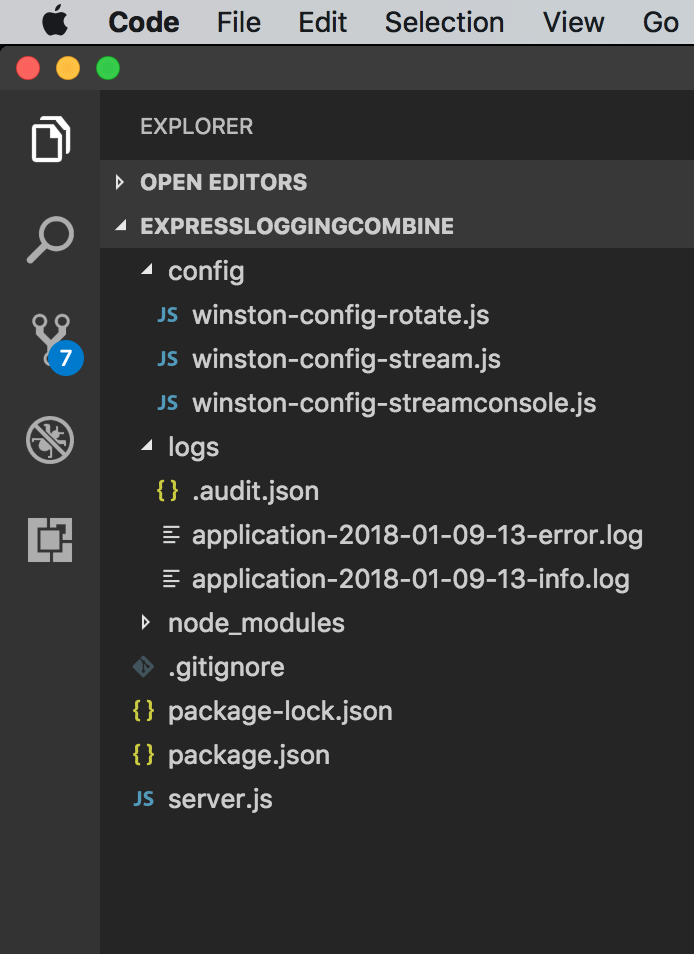 Code File Edit Selection View Go
EXPLORER
OPEN EDITORS
EXPRESSLOGGINGCOMBINE
config
JS winston-config-rotate.js
JS winston-config-stream.js
7
JS winston-config-streamconsole.js
logs
{ } .audit.json
application-2018-01-09-13-error.log
application-2018-01-09-13-info.log
node_modules
.gitignore
{ } package-lock.json
{ } package.json
JS server.js